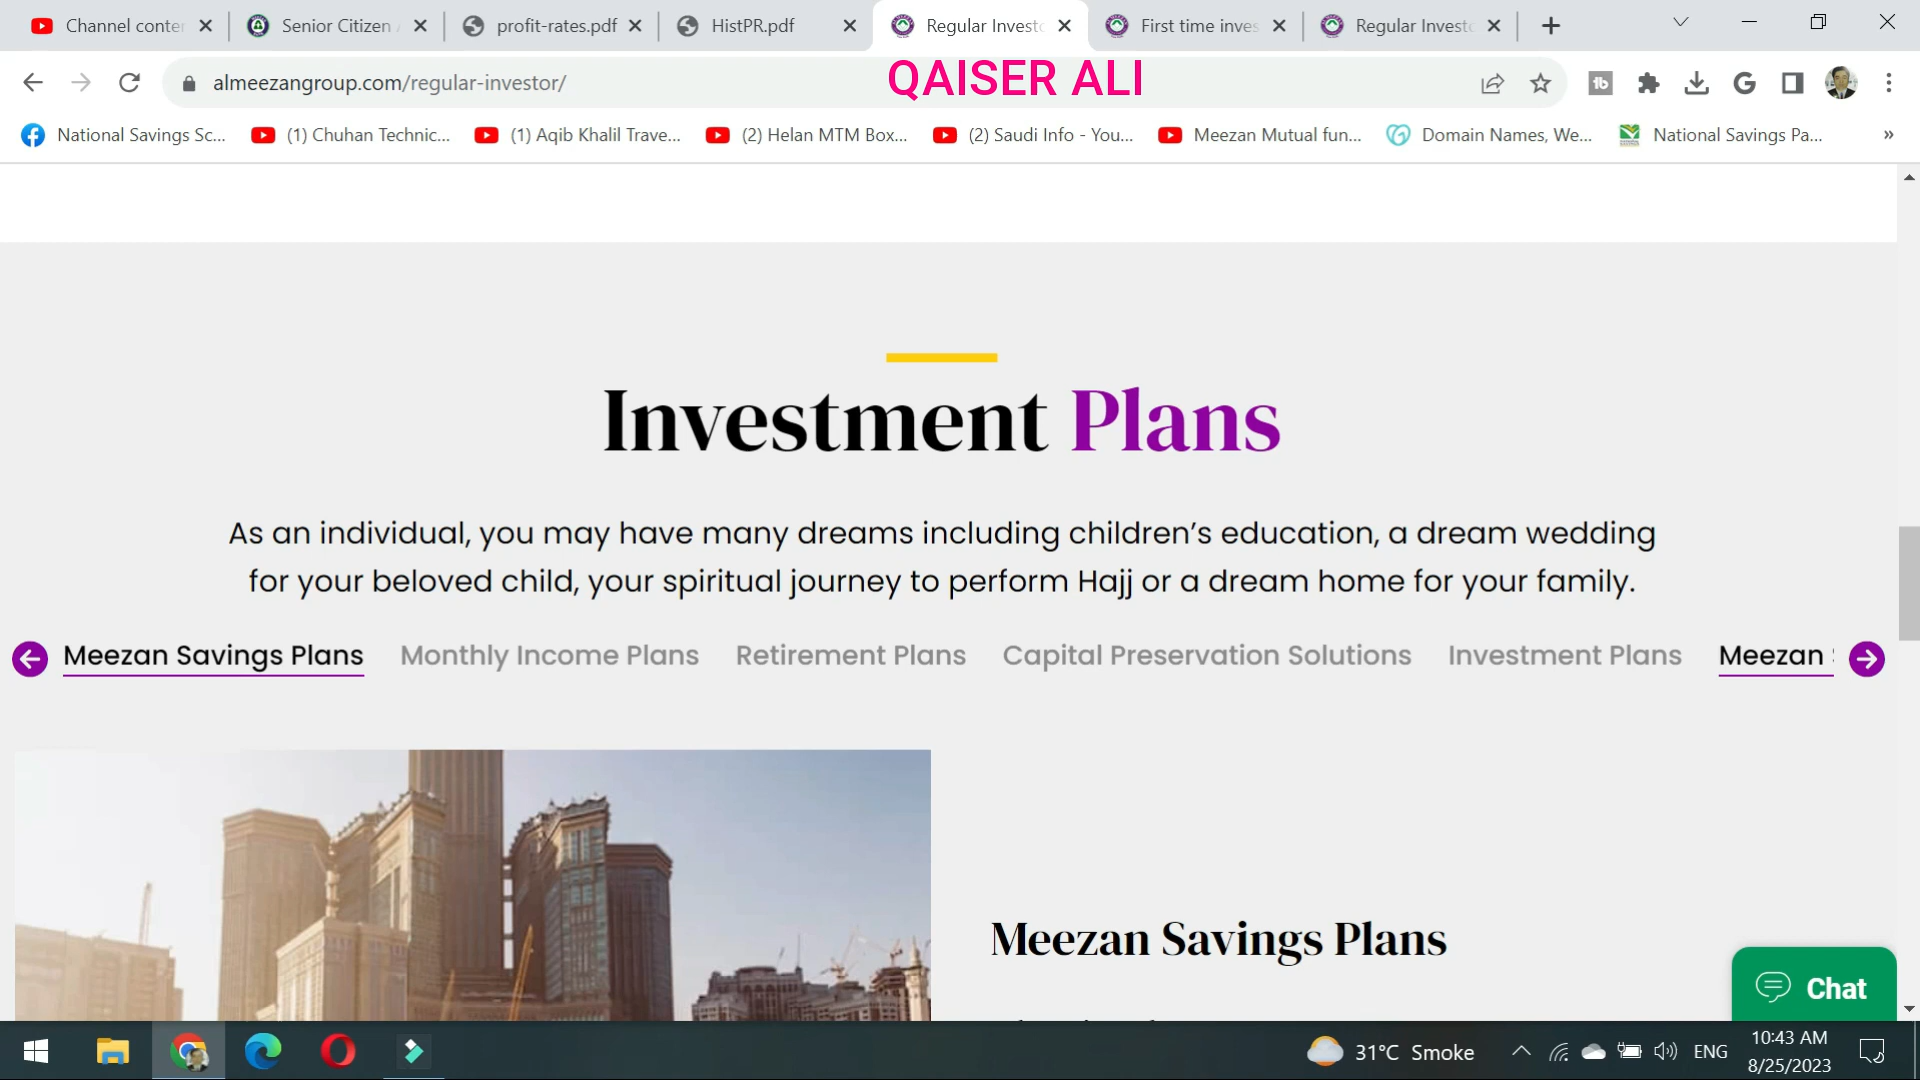 Channel conter
Senior Citizen A
profit-rates.pdf
HistPR.pdf
Regular Investo
First time inves
Regular Investo
almeezangroup.com/regular-investor/
QAISER ALI
National Savings Sc...
(1) Chuhan Technic...
(1) Aqib Khalil Trave...
(2) Helan MTM Box...
(2) Saudi Info - You...
Meezan Mutual fun...
Domain Names, We...
National Savings Pa...
»
Investment Plans
As an individual, you may have many dreams including children’s education, a dream wedding
for your beloved child, your spiritual journey to perform Hajj or a dream home for your family.
Meezan Savings Plans
Monthly Income Plans
Retirement Plans
Capital Preservation Solutions
Investment Plans
Meezan
Meezan Savings Plans
Chat
31°C Smoke
ENG
10:43 AM
8/25/2023